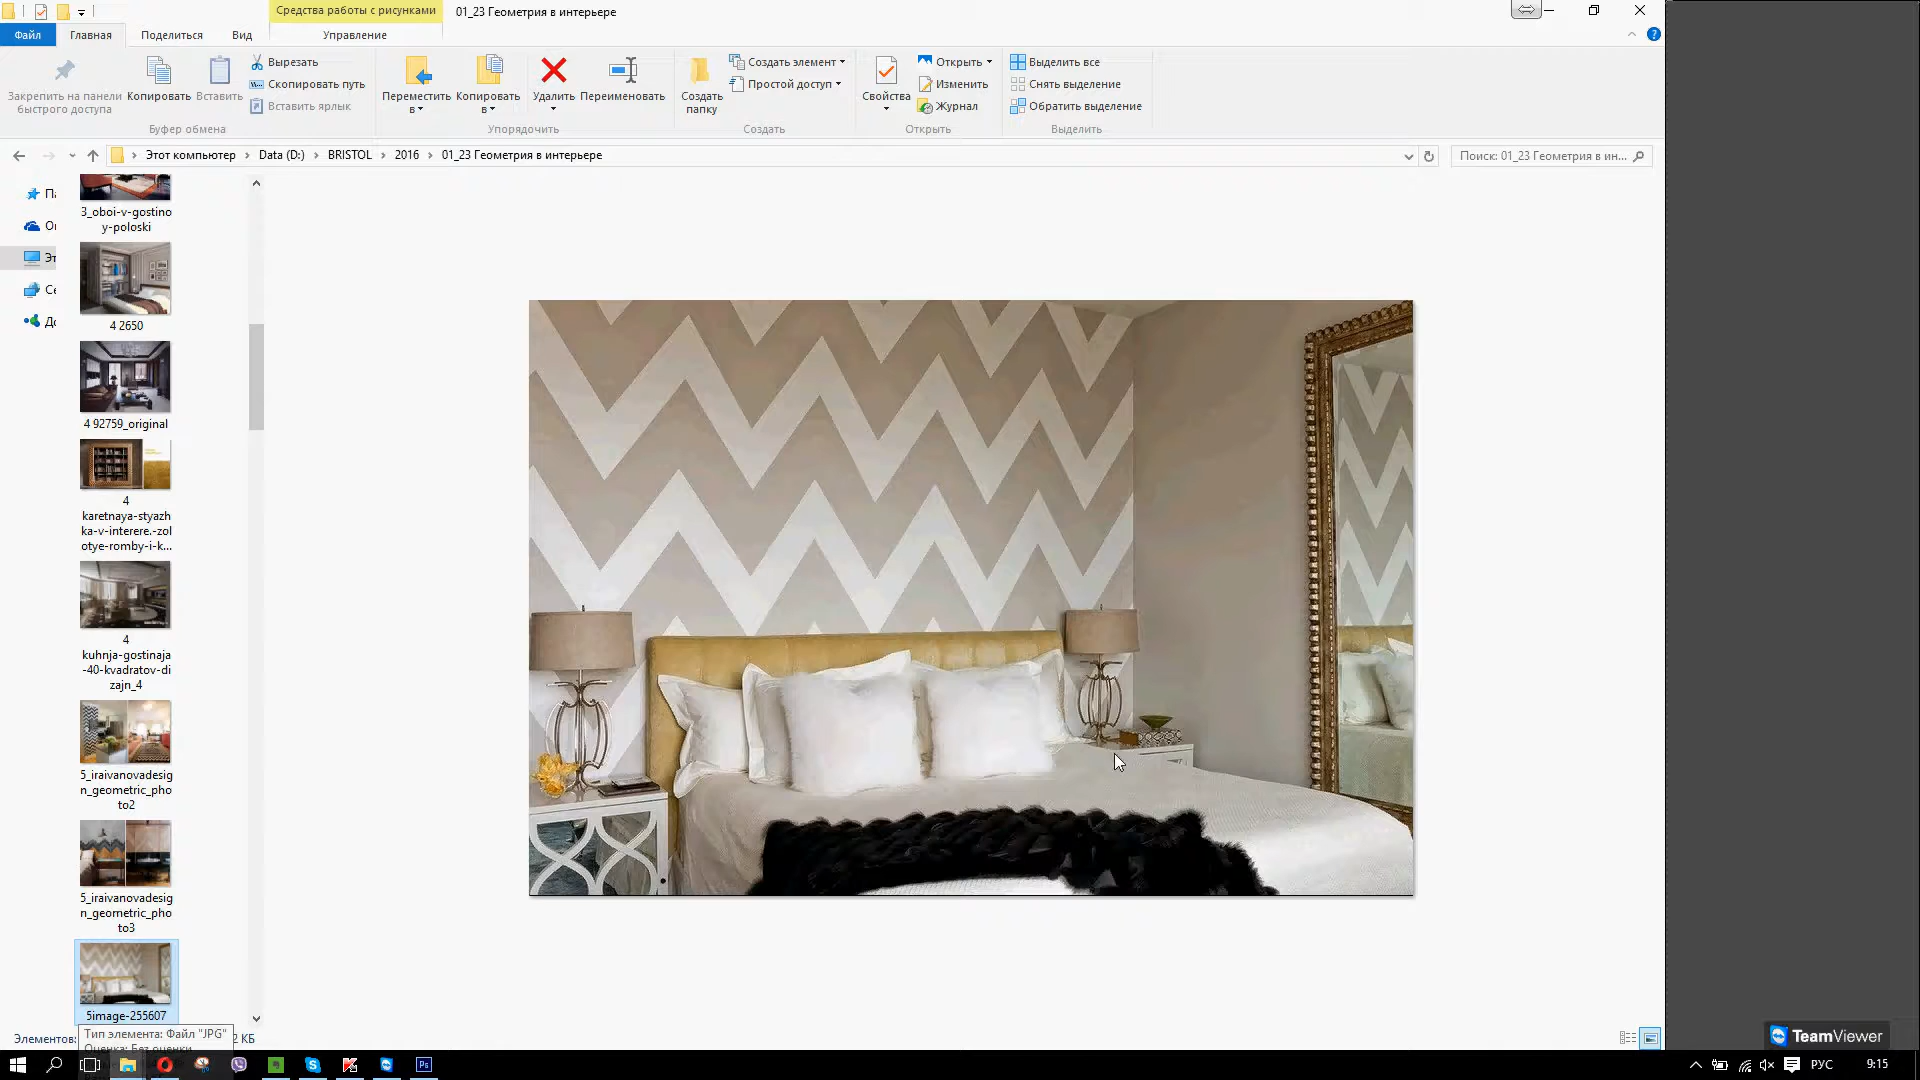 Средства работы с рисунками
01_23 Геометрия в интерьере
Файл
Главная
Поделиться
Вид
Управление
Закрепить на панели
быстрого доступа
Копировать
Вставить
Вырезать
Скопировать путь
Вставить ярлык
Буфер обмена
Переместить
в
Копировать
в
Удалить
Переименовать
Упорядочить
Создать
папку
Создать элемент
Простой доступ
Создать
Свойства
Открыть
Изменить
Журнал
Открыть
Выделить все
Снять выделение
Обратить выделение
Выделить
Этот компьютер
Data (D:)
BRISTOL
2016
01_23 Геометрия в интерьере
Поиск: 01_23 Геометрия в ин...
3_oboi-v-gostino
y-poloski
4 2650
4 92759_original
4
karetnaya-styazh
ka-v-interere.-zol
otye-romby-i-k...
4
kuhnja-gostinaja
-40-kvadratov-di
zajn_4
5_iraivanovadesig
n_geometric_pho
to2
5_iraivanovadesig
n_geometric_pho
to3
5image-255607
Элементов:
Тип элемента: Файл "JPG"
Оценка: Без оценки
КБ
TeamViewer
РУС
9:15